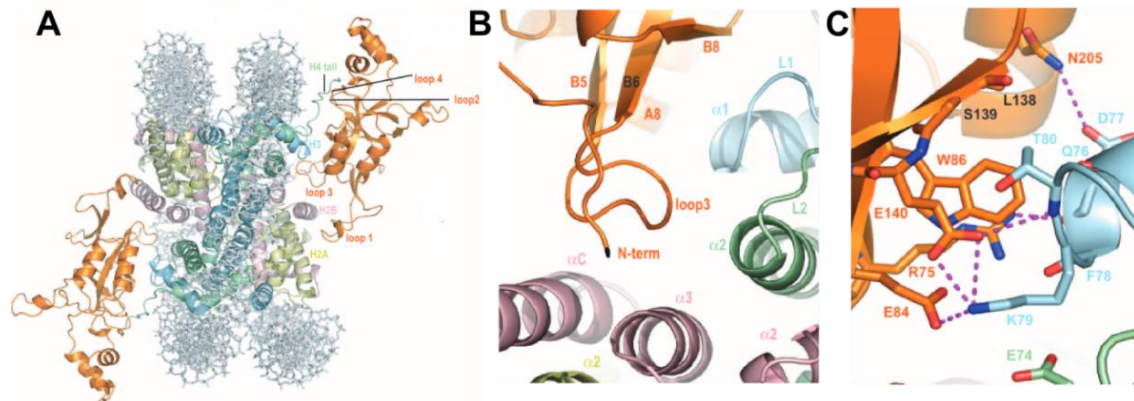 A
H4 tail
loop 4
loop2
H3
loop 3
H2B
loop 1
H2A
B
B8
L1
B5
B6
α1
A8
loop3
L2
N-term
α2
αC
α3
α2
α2
C
N205
L138
S139
D77
T80
Q76
W86
E140
R75
F78
E84
K79
E74